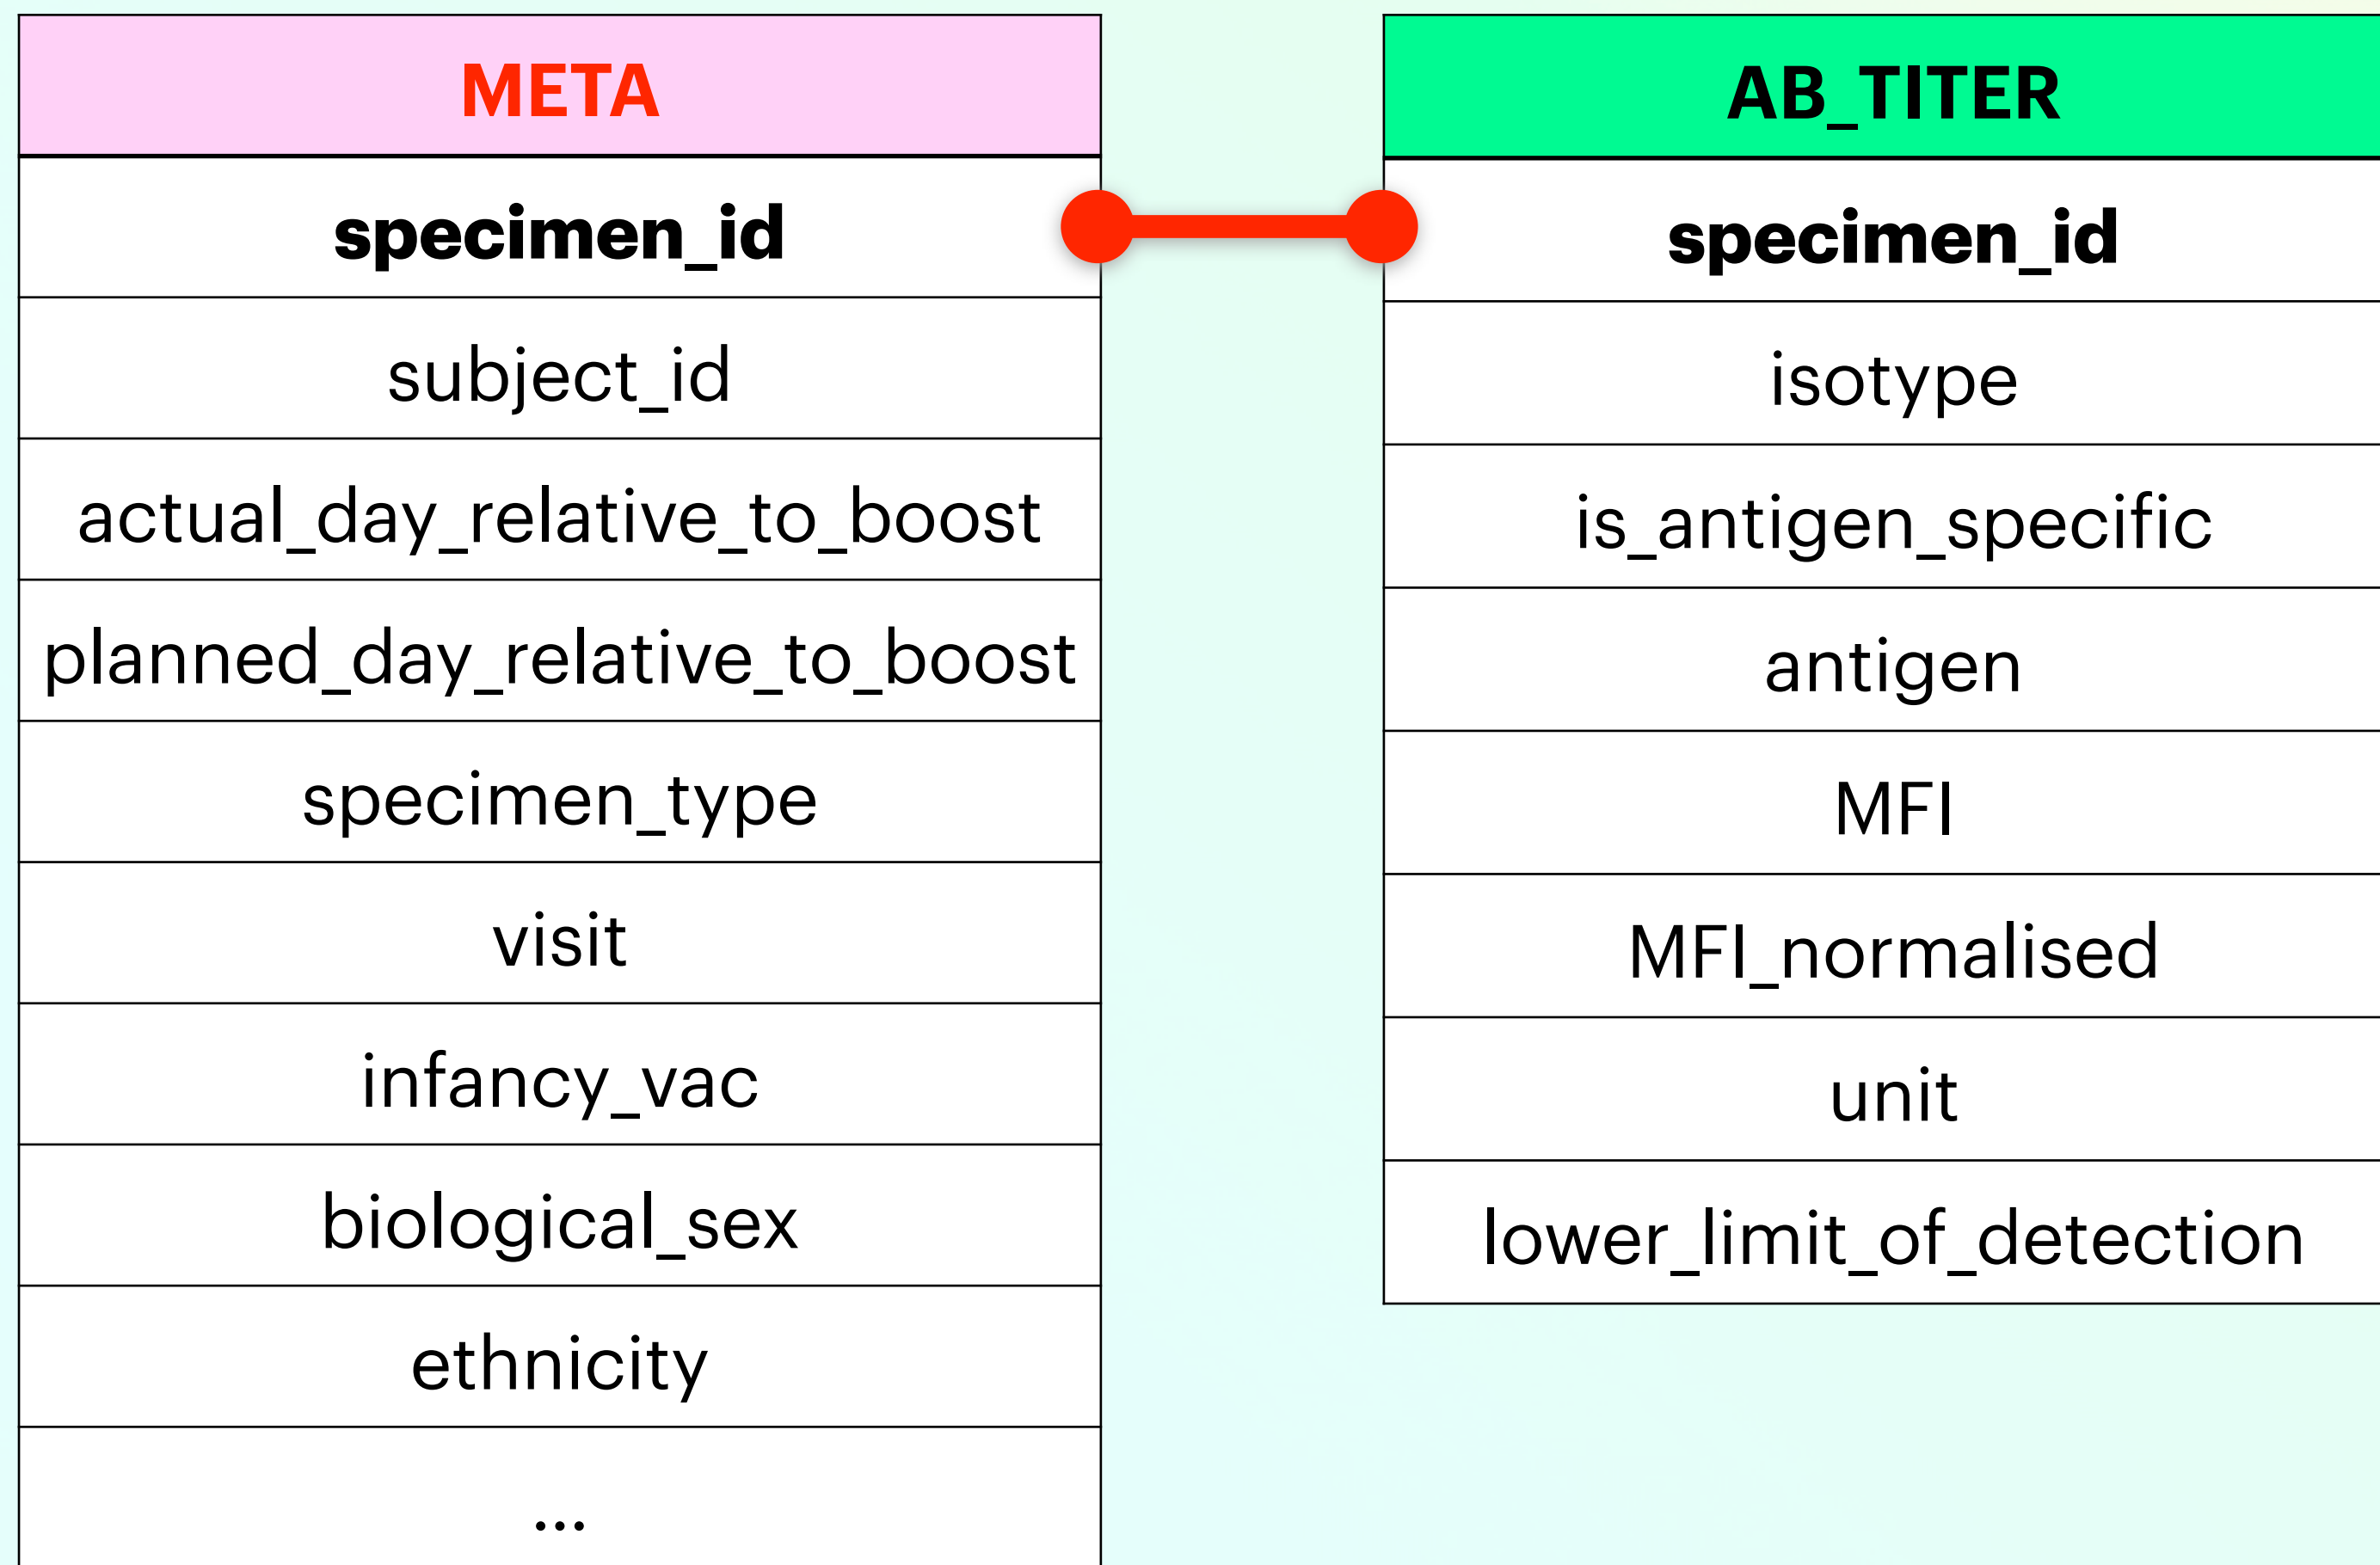 META
specimen_id
subject_id
actual_day_relative_to_boost
planned_day_relative_to_boost
specimen_type
visit
infancy_vac
biological_sex
ethnicity
...
AB_TITER
specimen_id
isotype
is_antigen_specific
antigen
MFI
MFI_normalised
unit
lower_limit_of_detection